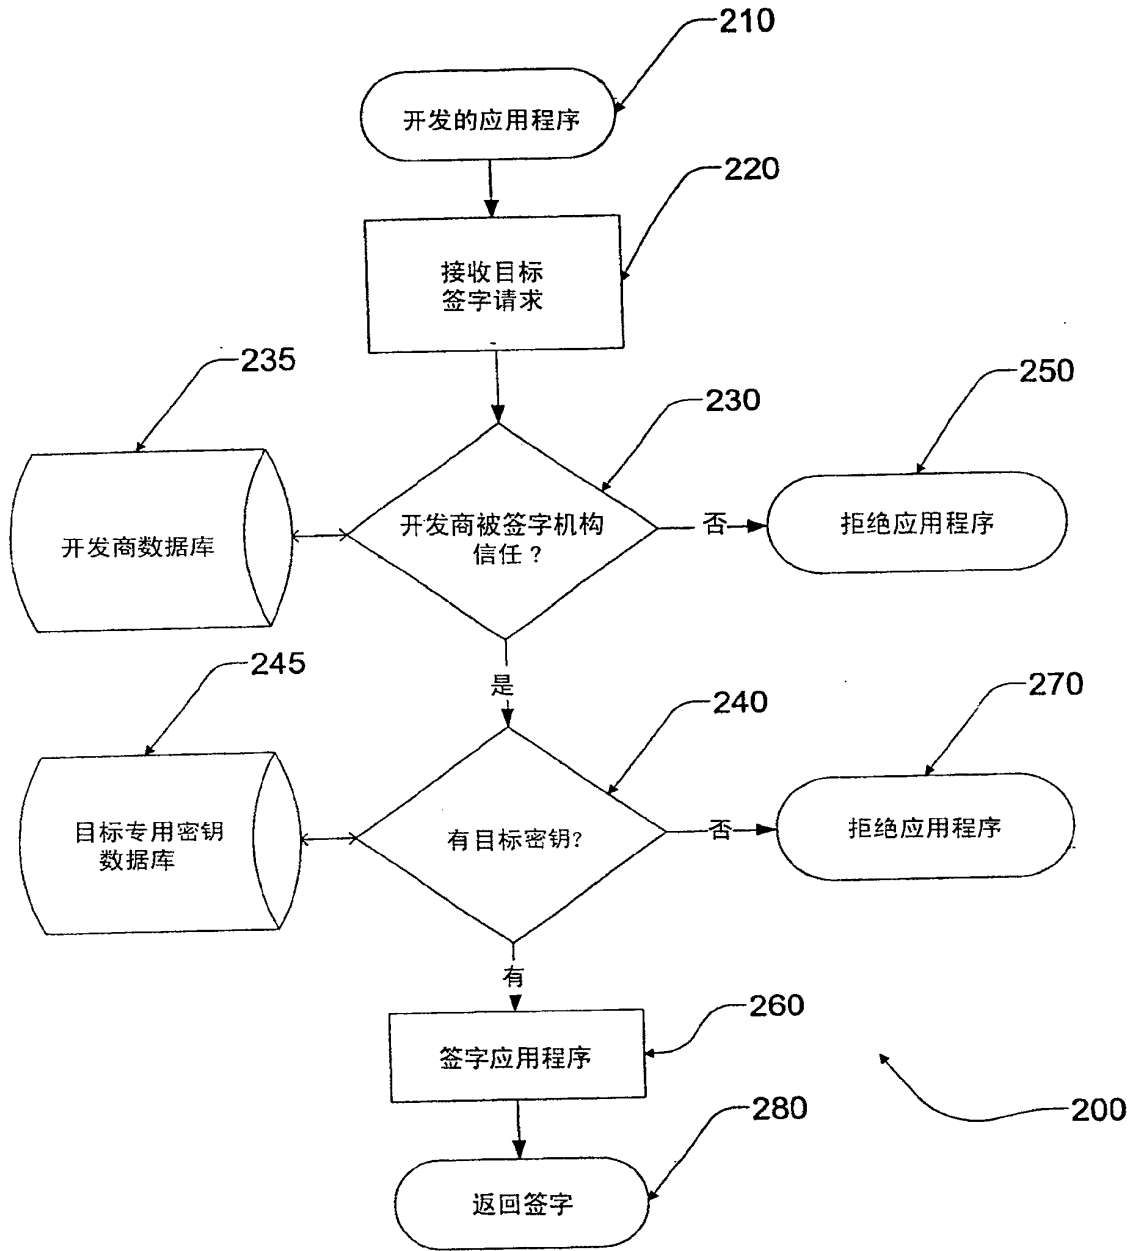 210
开发的应用程序
220
接收目标
签字请求
235
230
250
开发商数据库
开发商被签字机构
信任？
否
拒绝应用程序
245
是
240
270
目标专用密钥
数据库
有目标密钥?
否
拒绝应用程序
有
260
签字应用程序
280
200
返回签字